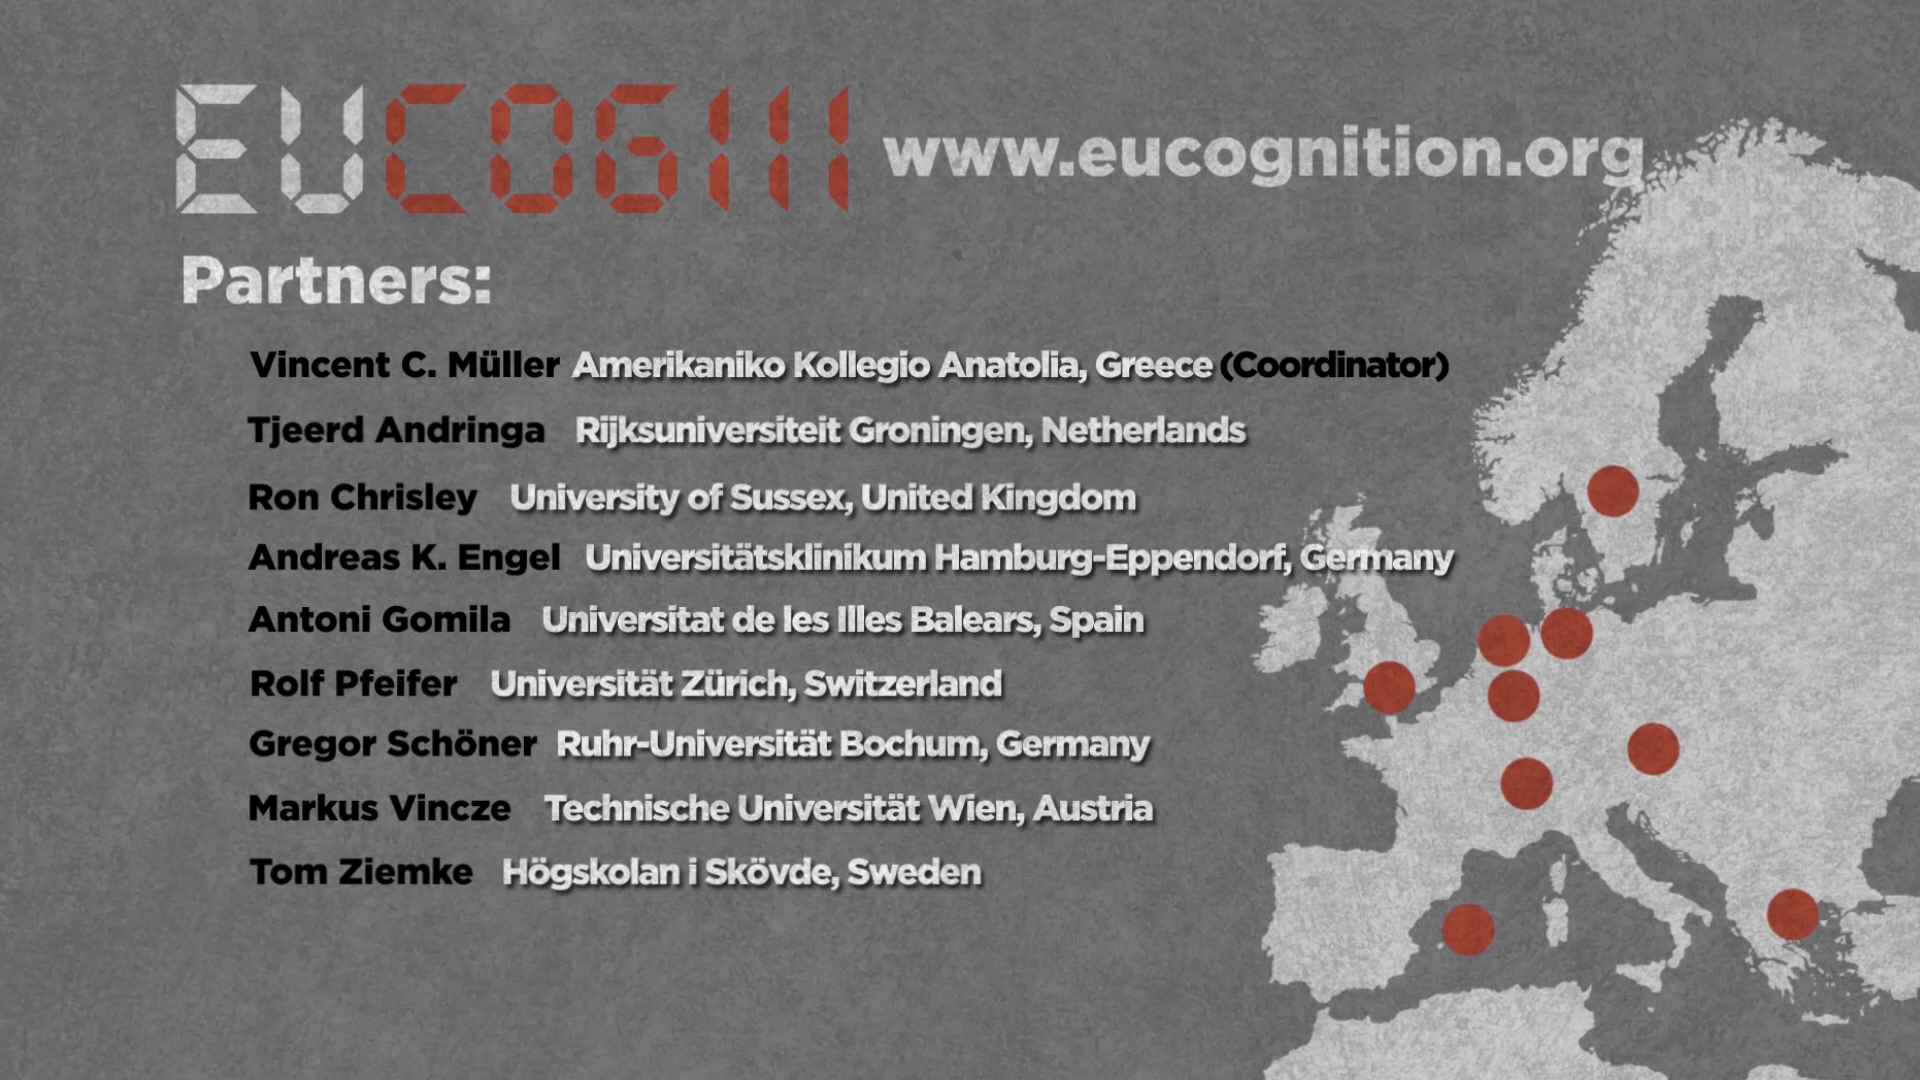 EUCOGIII www.eucognition.org
Partners:
Vincent C. Müller Amerikaniko Kollegio Anatolia, Greece (Coordinator)
Tjeerd Andringa Rijksuniversiteit Groningen, Netherlands
Ron Chrisley University of Sussex, United Kingdom
Andreas K. Engel Universitätsklinikum Hamburg-Eppendorf, Germany
Antoni Gomila Universitat de les Illes Balears, Spain
Rolf Pfeifer Universität Zürich, Switzerland
Gregor Schöner Ruhr-Universität Bochum, Germany
Markus Vincze Technische Universität Wien, Austria
Tom Ziemke Högskolan i Skövde, Sweden